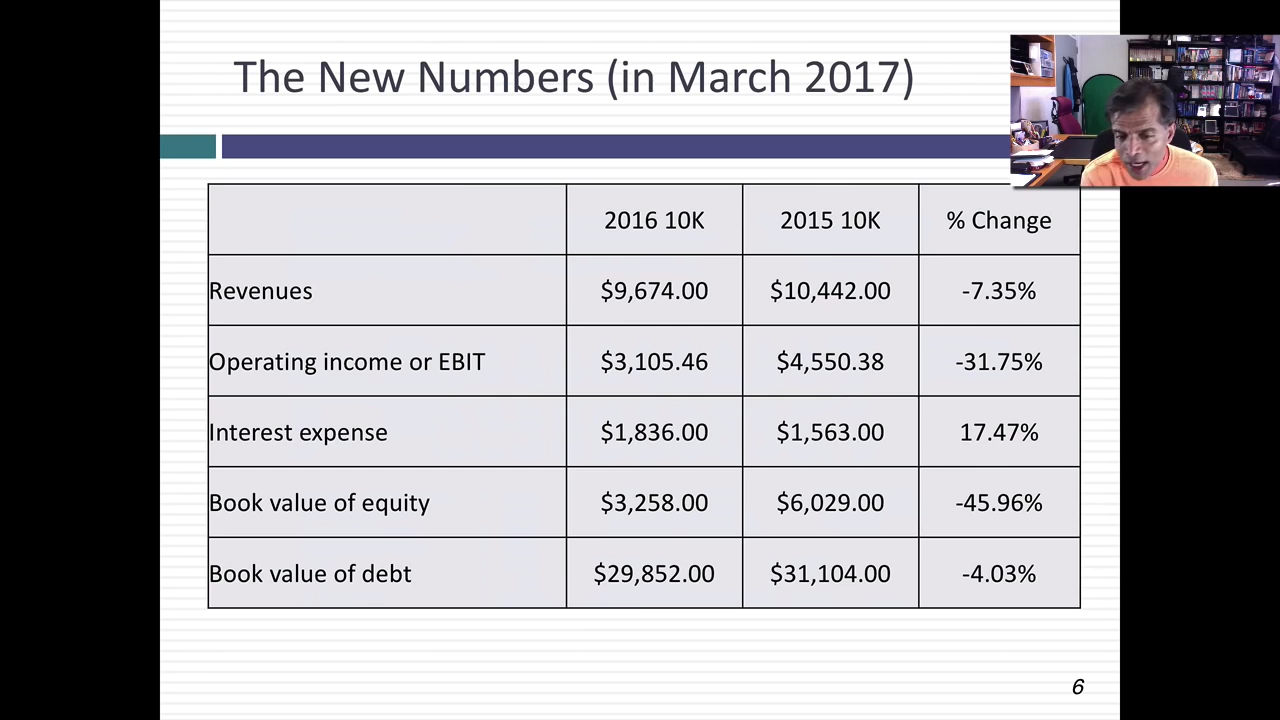 The New Numbers (in March 2017)
2016 10K 2015 10K % Change
Revenues $9,674.00 $10,442.00 -7.35%
Operating income or EBIT $3,105.46 $4,550.38 -31.75%
Interest expense $1,836.00 $1,563.00 17.47%
Book value of equity $3,258.00 $6,029.00 -45.96%
Book value of debt $29,852.00 $31,104.00 -4.03%
6